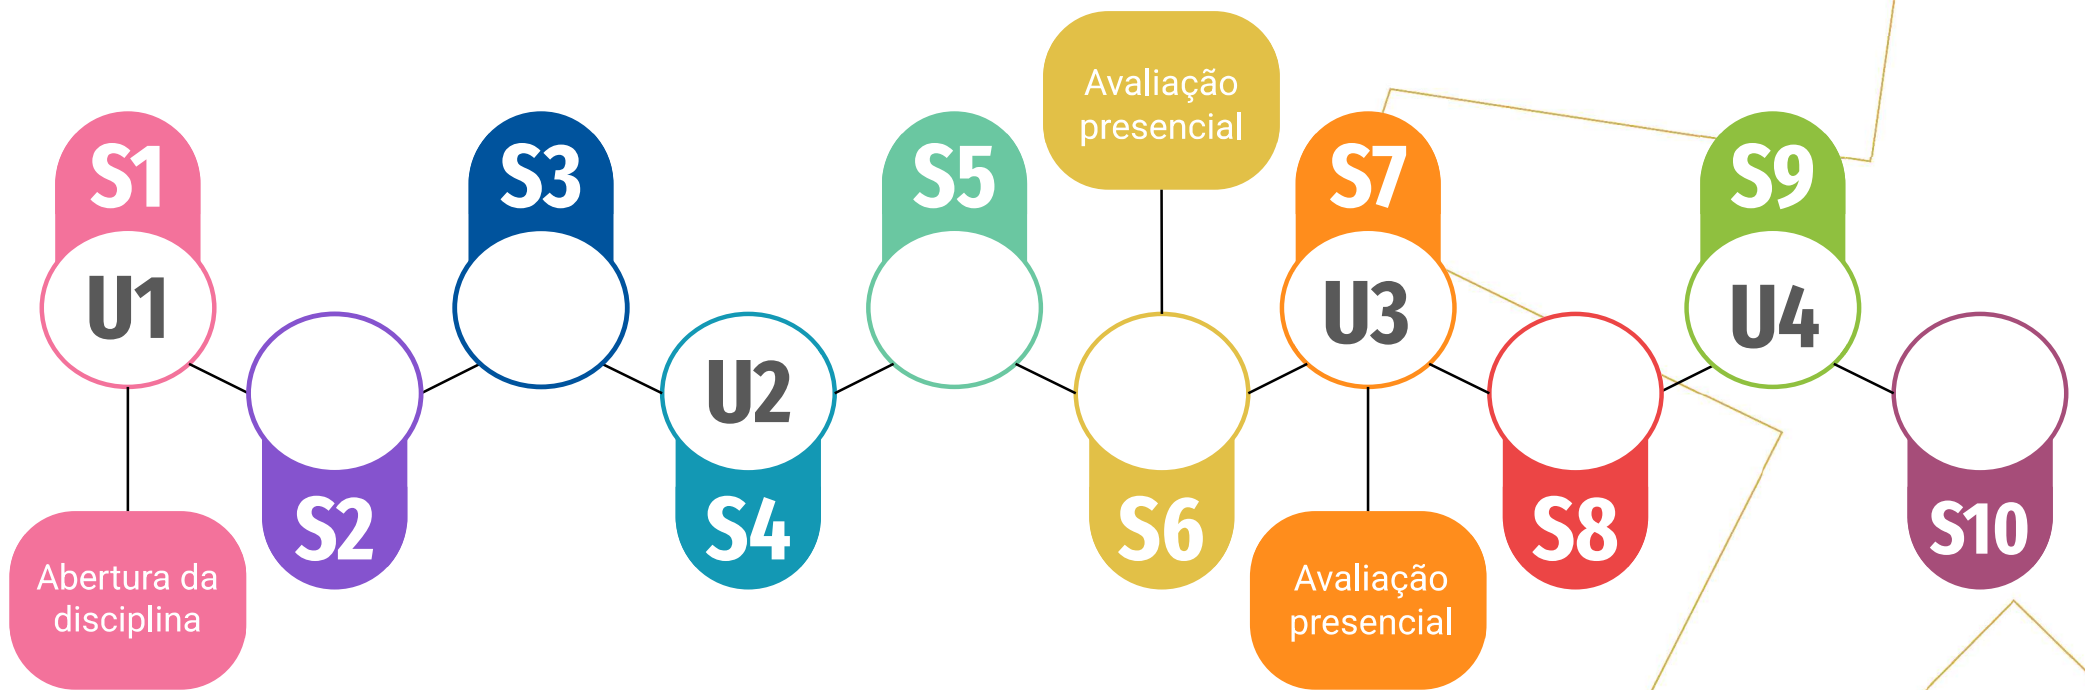 S1
U1
Abertura da
disciplina
S2
S3
U2
S4
S5
Avaliação
presencial
S6
S7
U3
Avaliação
presencial
S8
S9
U4
S10